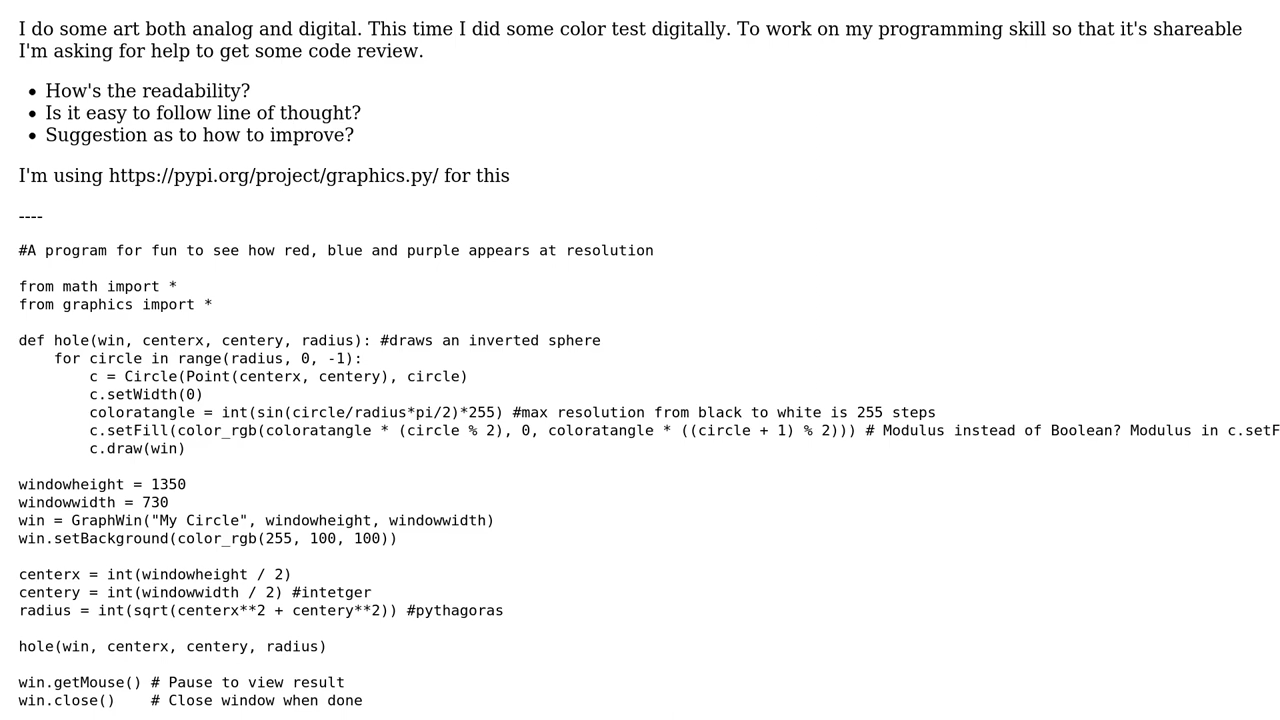 I do some art both analog and digital. This time I did some color test digitally. To work on my programming skill so that it's shareable
I'm asking for help to get some code review.
• How's the readability?
• Is it easy to follow line of thought?
• Suggestion as to how to improve?
I'm using https://pypi.org/project/graphics.py/ for this
----
#A program for fun to see how red, blue and purple appears at resolution
from math import *
from graphics import *
def hole(win, centerx, centery, radius): #draws an inverted sphere
    for circle in range(radius, 0, -1):
        c = Circle(Point(centerx, centery), circle)
        c.setWidth(0)
        coloratangle = int(sin(circle/radius*pi/2)*255) #max resolution from black to white is 255 steps
        c.setFill(color_rgb(coloratangle * (circle % 2), 0, coloratangle * ((circle + 1) % 2))) # Modulus instead of Boolean? Modulus in c.setF
        c.draw(win)
windowheight = 1350
windowwidth = 730
win = GraphWin("My Circle", windowheight, windowwidth)
win.setBackground(color_rgb(255, 100, 100))
centerx = int(windowheight / 2)
centery = int(windowwidth / 2) #intetger
radius = int(sqrt(centerx**2 + centery**2)) #pythagoras
hole(win, centerx, centery, radius)
win.getMouse() # Pause to view result
win.close()    # Close window when done